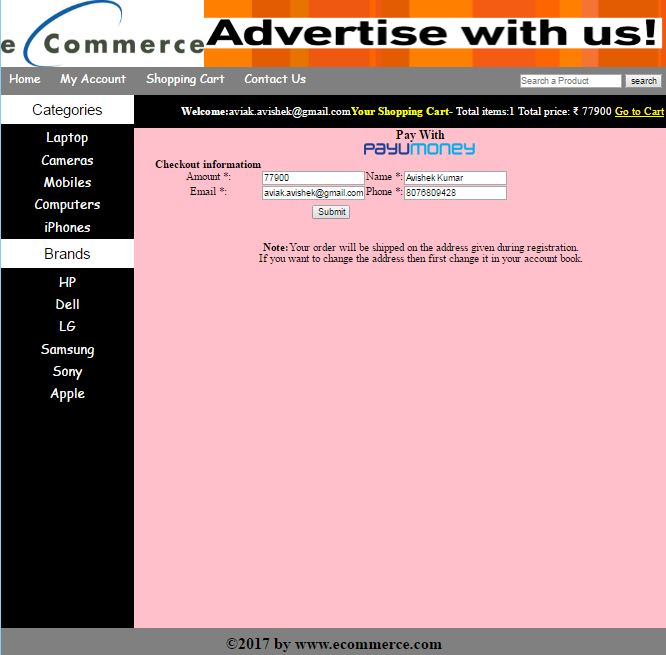 e Commerce
Advertise with us!
Home My Account Shopping Cart Contact Us Search a Product search
Categories
Laptop
Cameras
Mobiles
Computers
iPhones
Brands
HP
Dell
LG
Samsung
Sony
Apple
Welcome:aviak.avishek@gmail.comYour Shopping Cart- Total items:1 Total price: ₹ 77900 Go to Cart
Pay With
PayUmoney
Checkout information
Amount *: 77900 Name *: Avishek Kumar
Email *: aviak.avishek@gmail.com Phone *: 8076809428
Submit
Note: Your order will be shipped on the address given during registration.
If you want to change the address then first change it in your account book.
©2017 by www.ecommerce.com